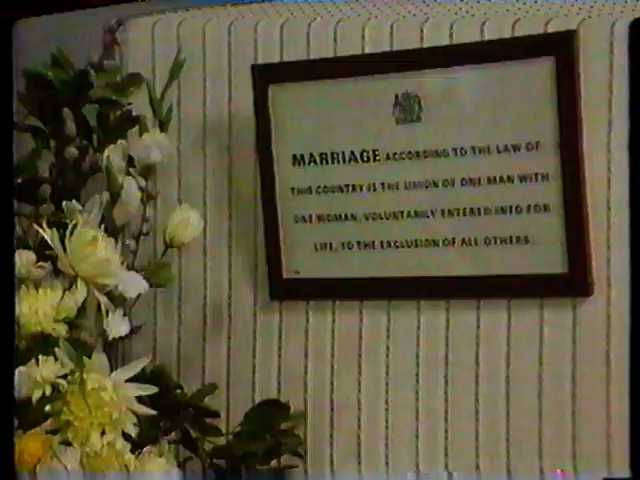 MARRIAGE ACCORDING TO THE LAW OF
THIS COUNTRY IS THE UNION OF ONE MAN WITH
ONE WOMAN, VOLUNTARILY ENTERED INTO FOR
LIFE, TO THE EXCLUSION OF ALL OTHERS.